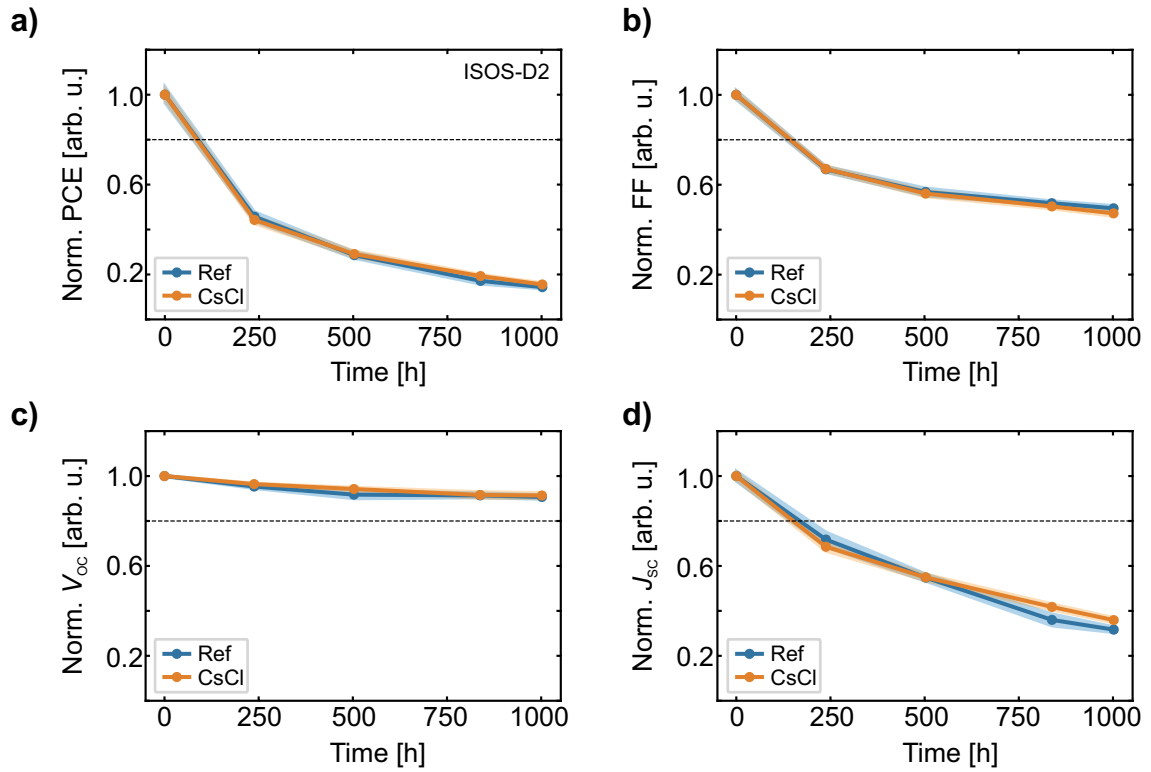 a)
ISOS-D2
Norm. PCE [arb. u.]
1.0
0.6
0.2
Ref
CsCl
0 250 500 750 1000
Time [h]
b)
Norm. FF [arb. u.]
1.0
0.6
0.2
Ref
CsCl
0 250 500 750 1000
Time [h]
c)
Norm. Voc [arb. u.]
1.0
0.6
0.2
Ref
CsCl
0 250 500 750 1000
Time [h]
d)
Norm. Jsc [arb. u.]
1.0
0.6
0.2
Ref
CsCl
0 250 500 750 1000
Time [h]